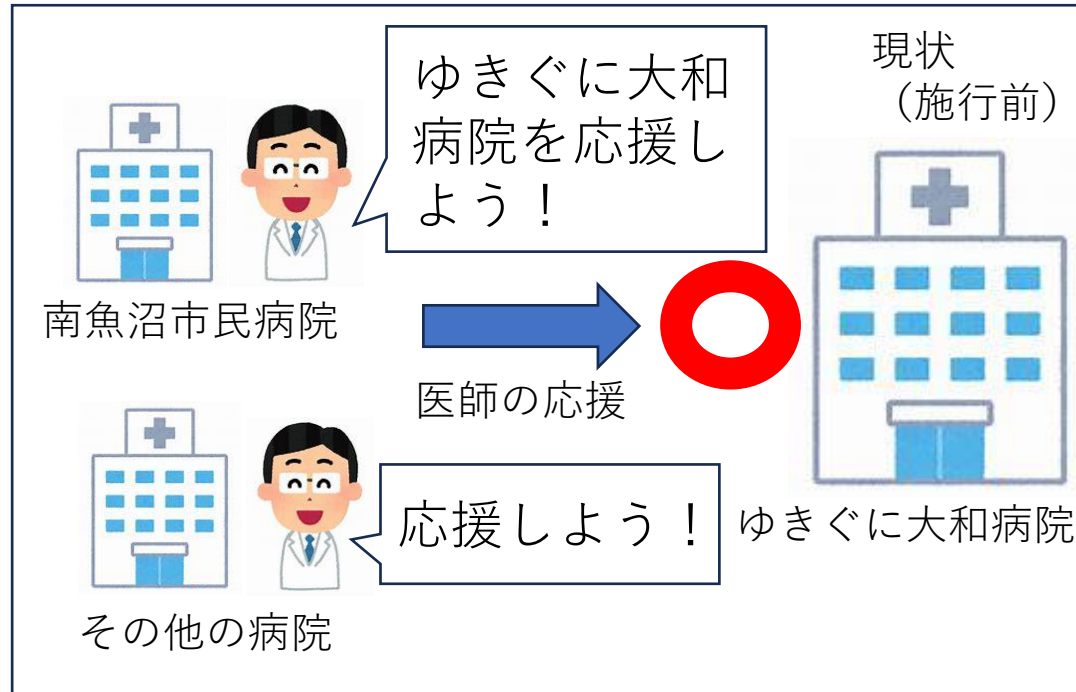 ゆきぐに大和
病院を応援し
よう！
現状
（施行前）
南魚沼市民病院
医師の応援
応援しよう！
ゆきぐに大和病院
その他の病院